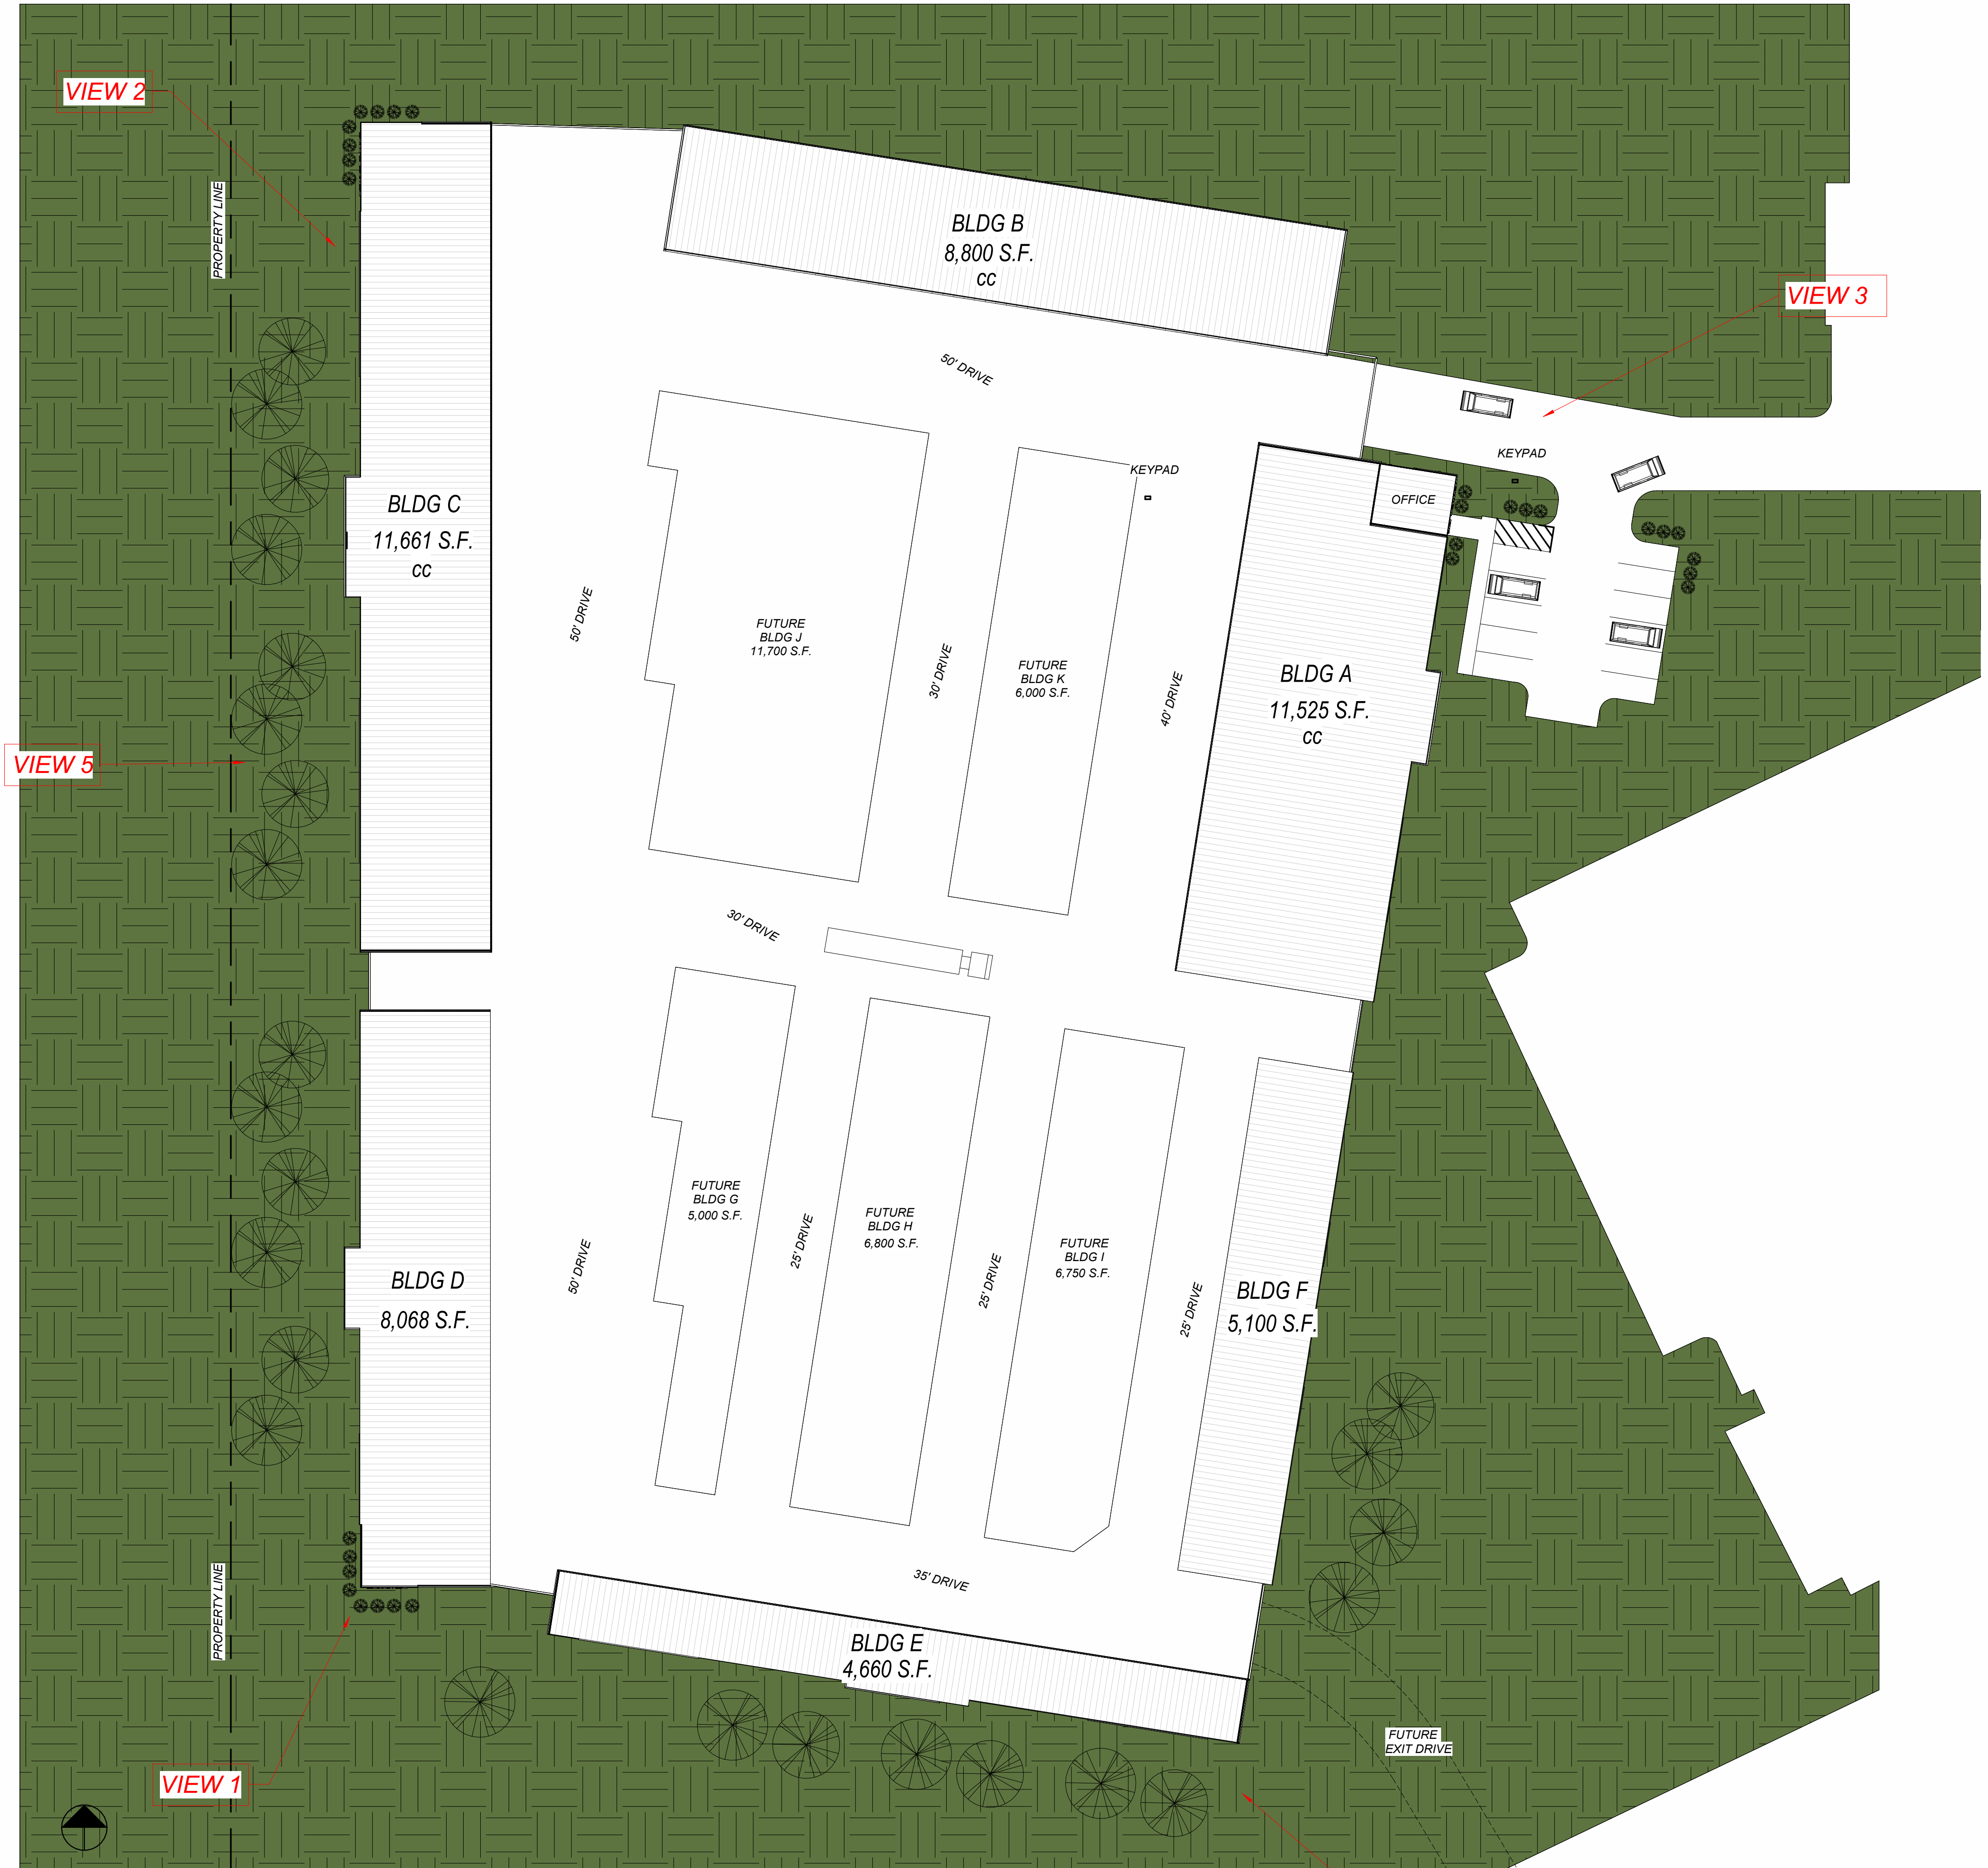 VIEW 2
PROPERTY LINE
BLDG B
8,800 S.F.
cc
VIEW 3
50' DRIVE
KEYPAD
KEYPAD
OFFICE
BLDG C
11,661 S.F.
cc
50' DRIVE
FUTURE
BLDG J
11,700 S.F.
30' DRIVE
FUTURE
BLDG K
6,000 S.F.
40' DRIVE
BLDG A
11,525 S.F.
cc
VIEW 5
30' DRIVE
FUTURE
BLDG G
5,000 S.F.
25' DRIVE
FUTURE
BLDG H
6,800 S.F.
25' DRIVE
FUTURE
BLDG I
6,750 S.F.
25' DRIVE
BLDG F
5,100 S.F.
BLDG D
8,068 S.F.
50' DRIVE
PROPERTY LINE
35' DRIVE
BLDG E
4,660 S.F.
FUTURE
EXIT DRIVE
VIEW 1